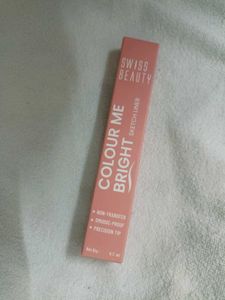 SWISS
BEAUTY
COLOUR ME
BRIGHT
SKETCH LINER
• NON-TRANSFER
• SMUDGE-PROOF
• PRECISION TIP